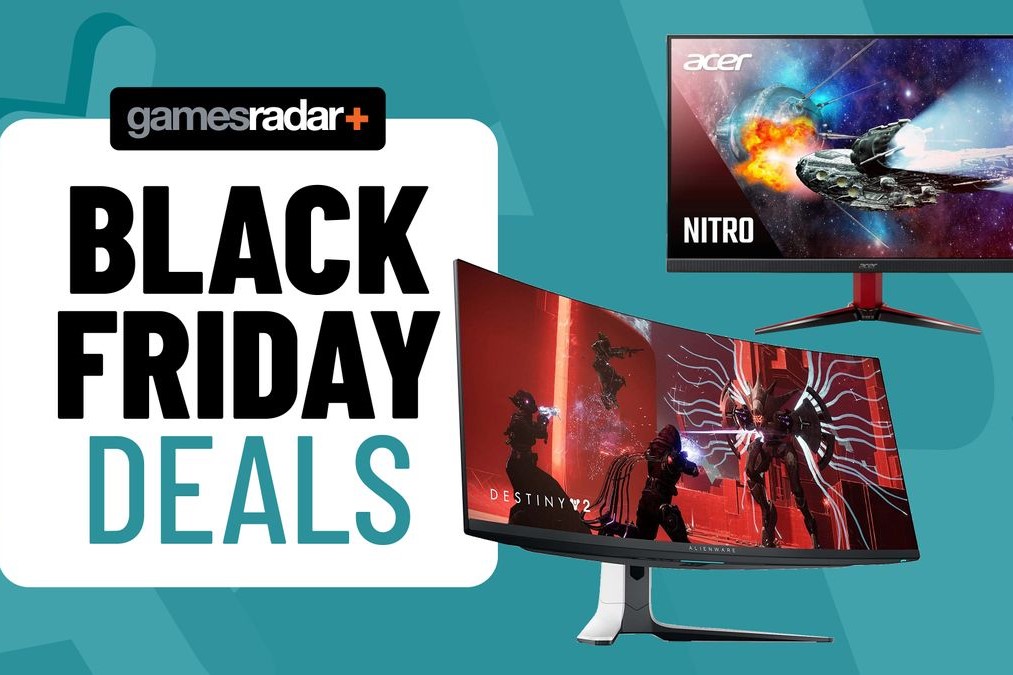 gamesradar+
BLACK
FRIDAY
DEALS
acer
NITRO
acer
DESTINY 2
ALIENWARE